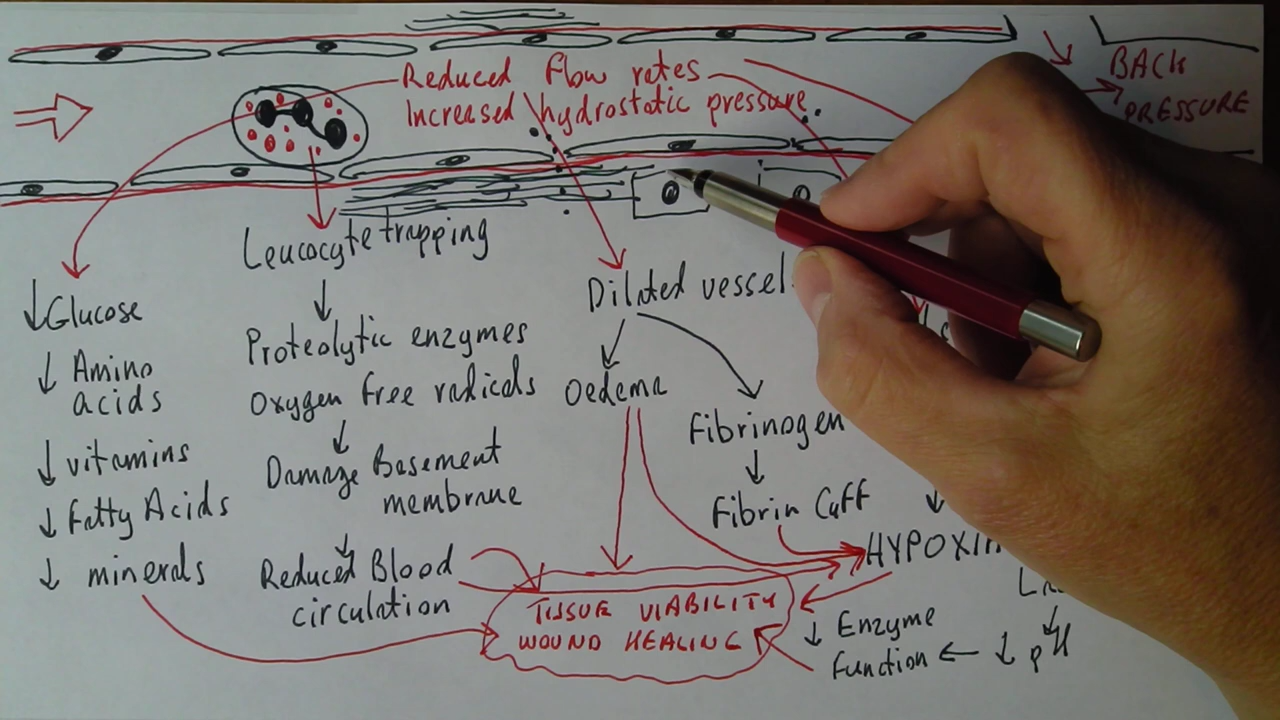 Reduced Flow rates
Increased hydrostatic pressure
BACK
PRESSURE
Leucocyte trapping
Proteolytic enzymes
Oxygen free radicals
Damage Basement
membrane
Reduced Blood
circulation
↓ Glucose
↓ Amino
acids
↓ vitamins
↓ Fatty Acids
↓ minerals
Dilated vessel
Oedema
Fibrinogen
Fibrin Cuff
TISSUE VIABILITY
WOUND HEALING
↓ Enzyme
function ← ↓ pH